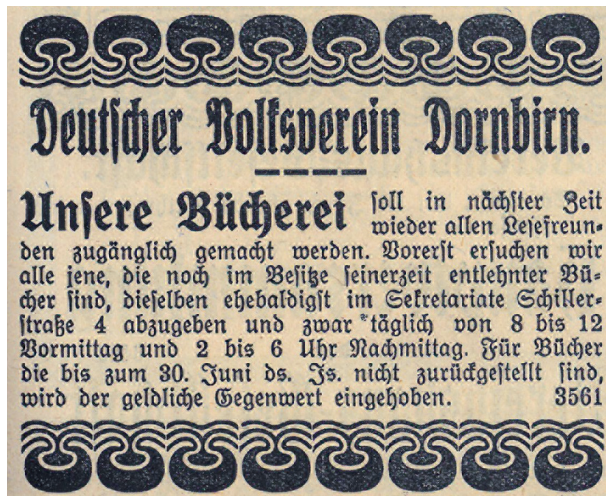 Deutscher Volksverein Dornbirn.
Unsere Bücherei soll in nächster Zeit
wieder allen Lesefreun-
den zugänglich gemacht werden. Vorerst ersuchen wir
alle jene, die noch im Besitze seinerzeit entlehnter Bü-
cher sind, dieselben ehebaldigst im Sekretariate Schiller-
straße 4 abzugeben und zwar täglich von 8 bis 12
Vormittag und 2 bis 6 Uhr Nachmittag. Für Bücher
die bis zum 30. Juni ds. Js. nicht zurückgestellt sind,
wird der geldliche Gegenwert eingehoben. 3561